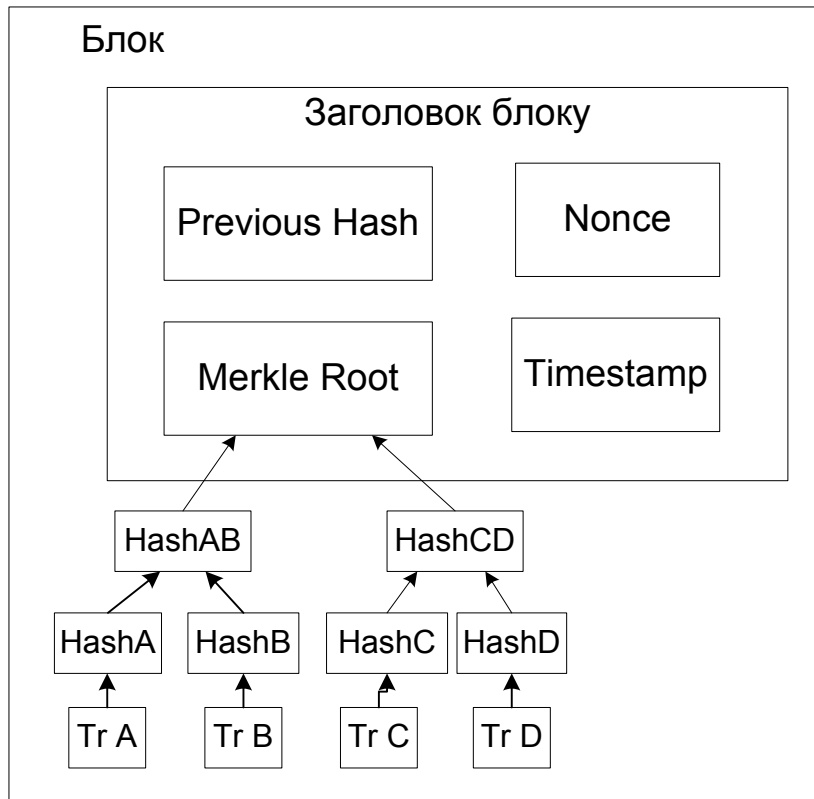 Блок
Заголовок блоку
Previous Hash
Nonce
Merkle Root
Timestamp
HashAB
HashCD
HashA
HashB
HashC
HashD
Tr A
Tr B
Tr C
Tr D